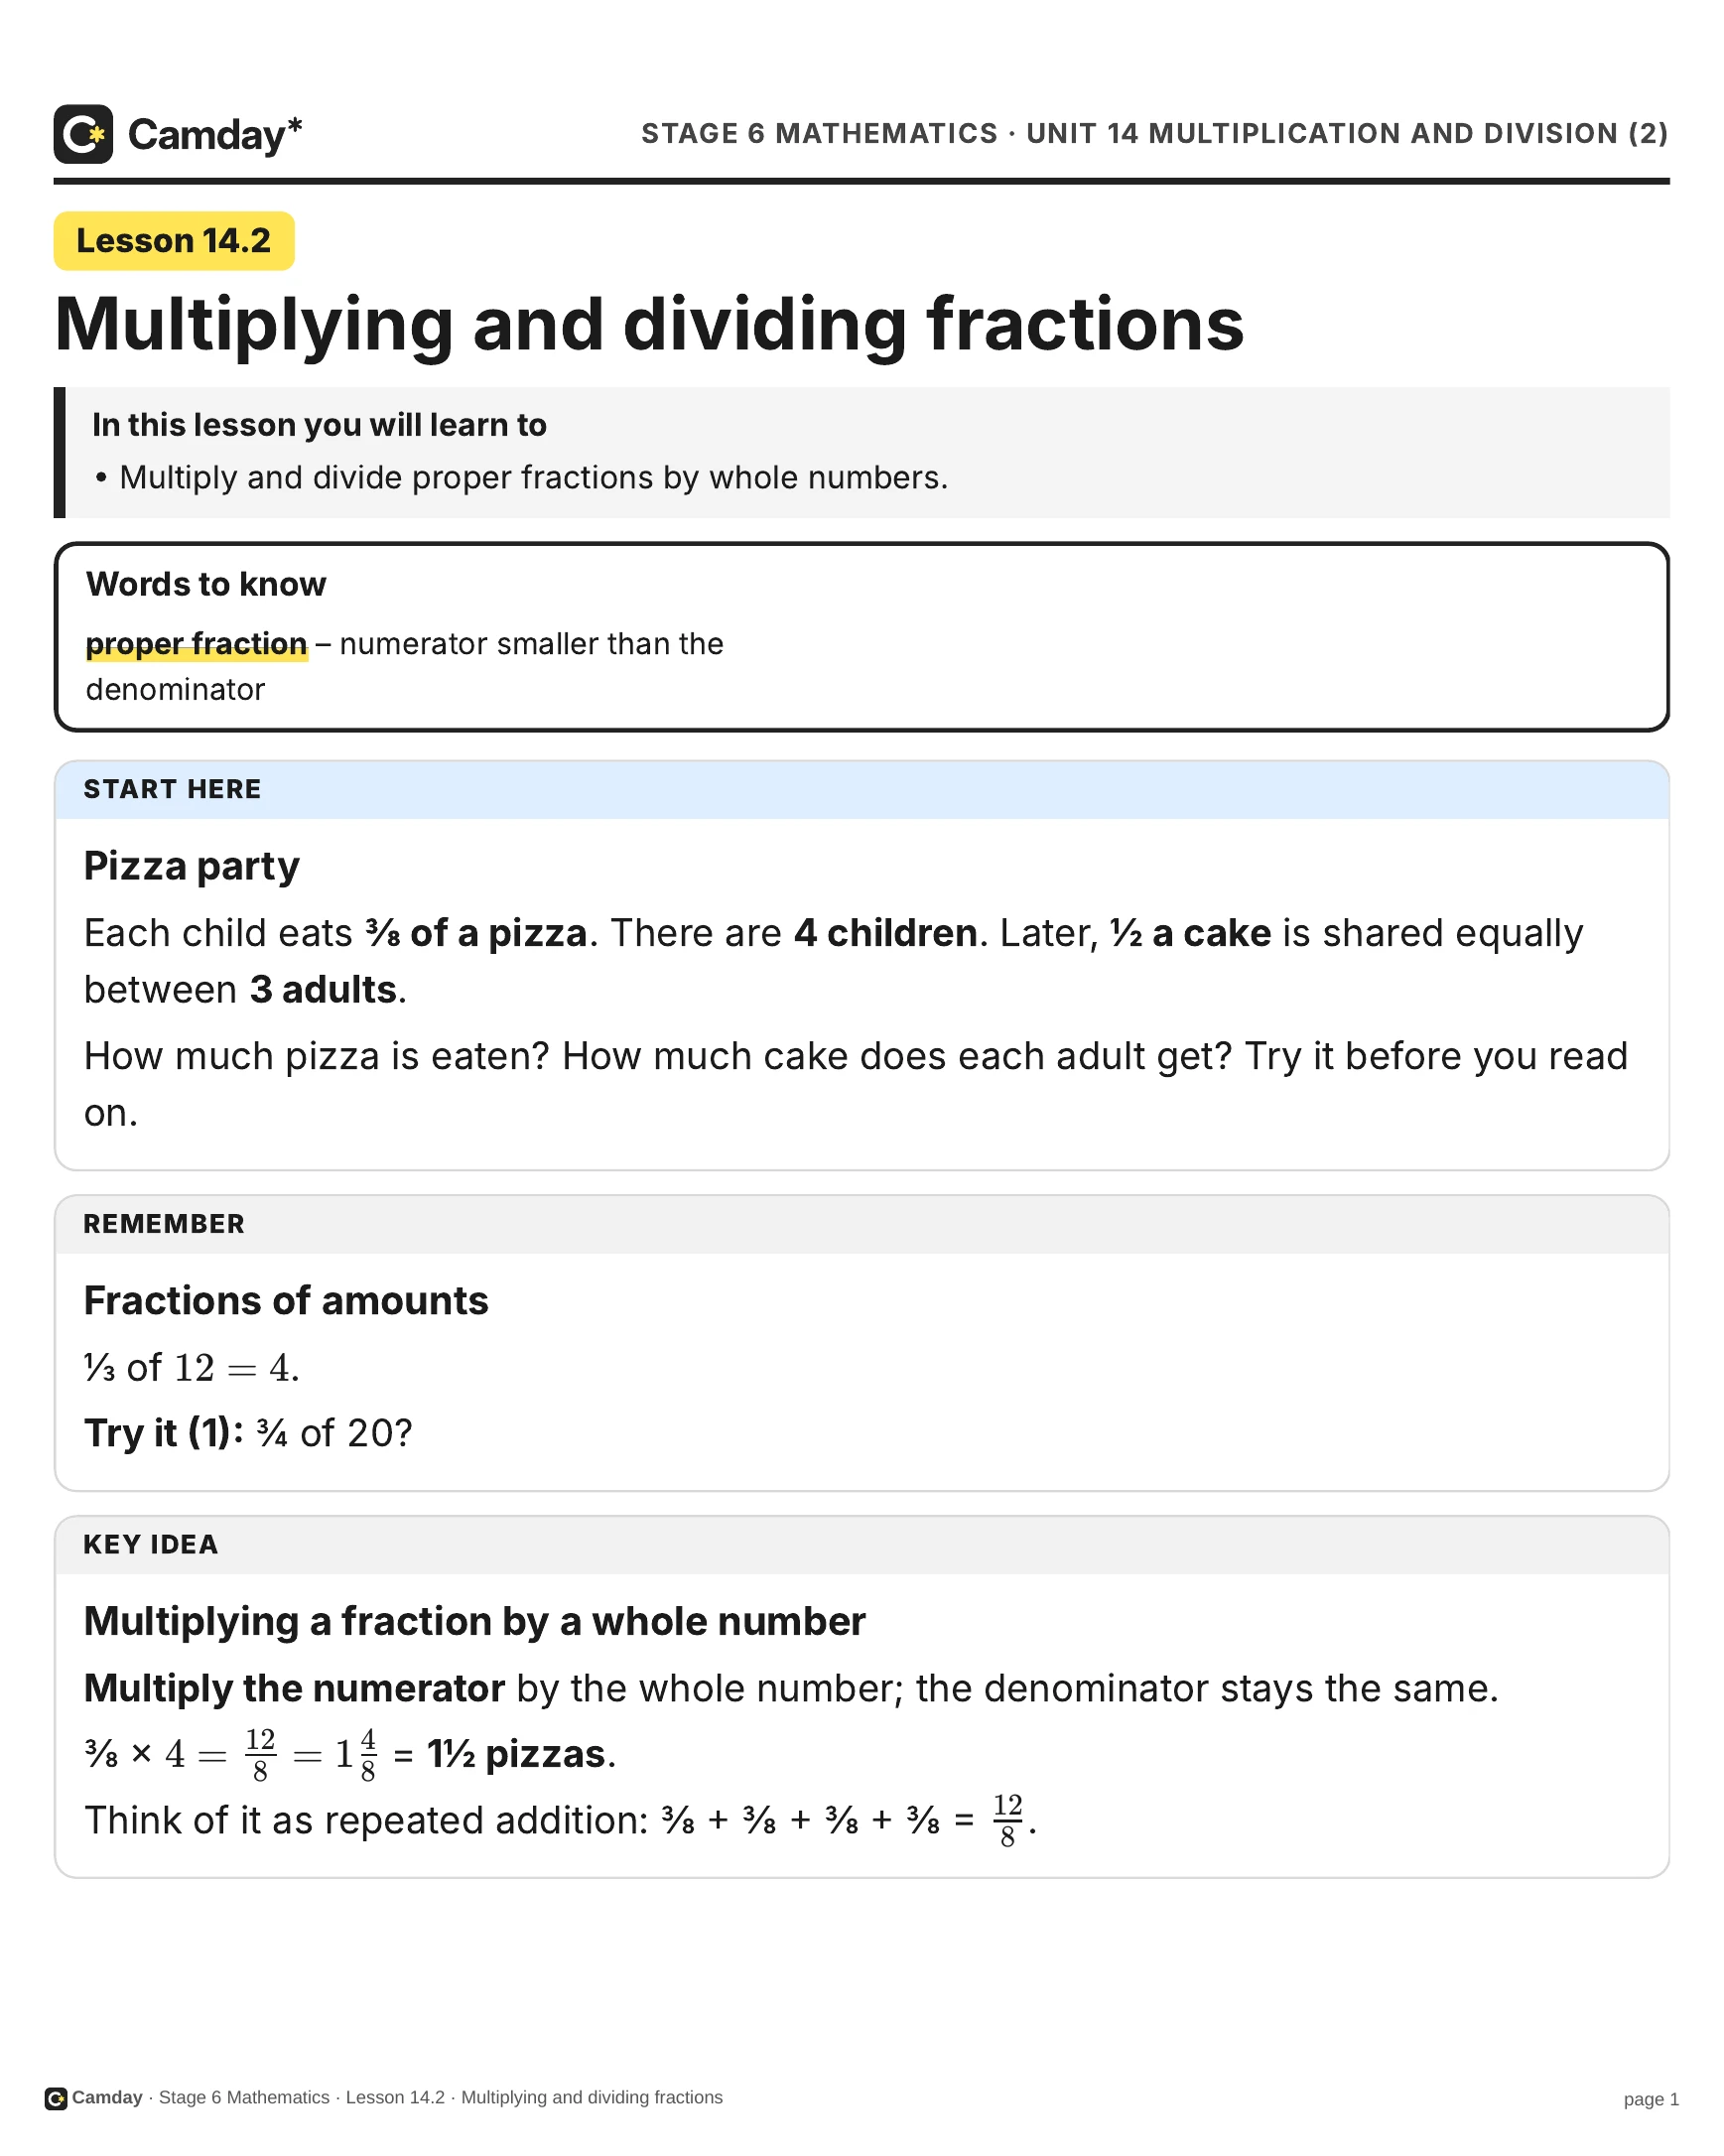 Camday*
STAGE 6 MATHEMATICS · UNIT 14 MULTIPLICATION AND DIVISION (2)
Lesson 14.2
Multiplying and dividing fractions
In this lesson you will learn to
• Multiply and divide proper fractions by whole numbers.
Words to know
proper fraction – numerator smaller than the
denominator
START HERE
Pizza party
Each child eats ⅜ of a pizza. There are 4 children. Later, ½ a cake is shared equally
between 3 adults.
How much pizza is eaten? How much cake does each adult get? Try it before you read
on.
REMEMBER
Fractions of amounts
⅓ of 12 = 4.
Try it (1): ¾ of 20?
KEY IDEA
Multiplying a fraction by a whole number
Multiply the numerator by the whole number; the denominator stays the same.
⅜ × 4 = 12/8 = 1 4/8 = 1½ pizzas.
Think of it as repeated addition: ⅜ + ⅜ + ⅜ + ⅜ = 12/8.
Camday · Stage 6 Mathematics · Lesson 14.2 · Multiplying and dividing fractions
page 1